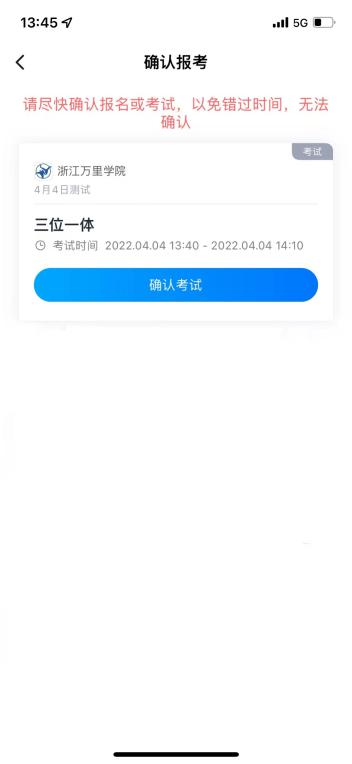 13:45
5G
确认报考
请尽快确认报名或考试，以免错过时间，无法
确认
考试
浙江万里学院
4月4日测试
三位一体
考试时间 2022.04.04 13:40 - 2022.04.04 14:10
确认考试